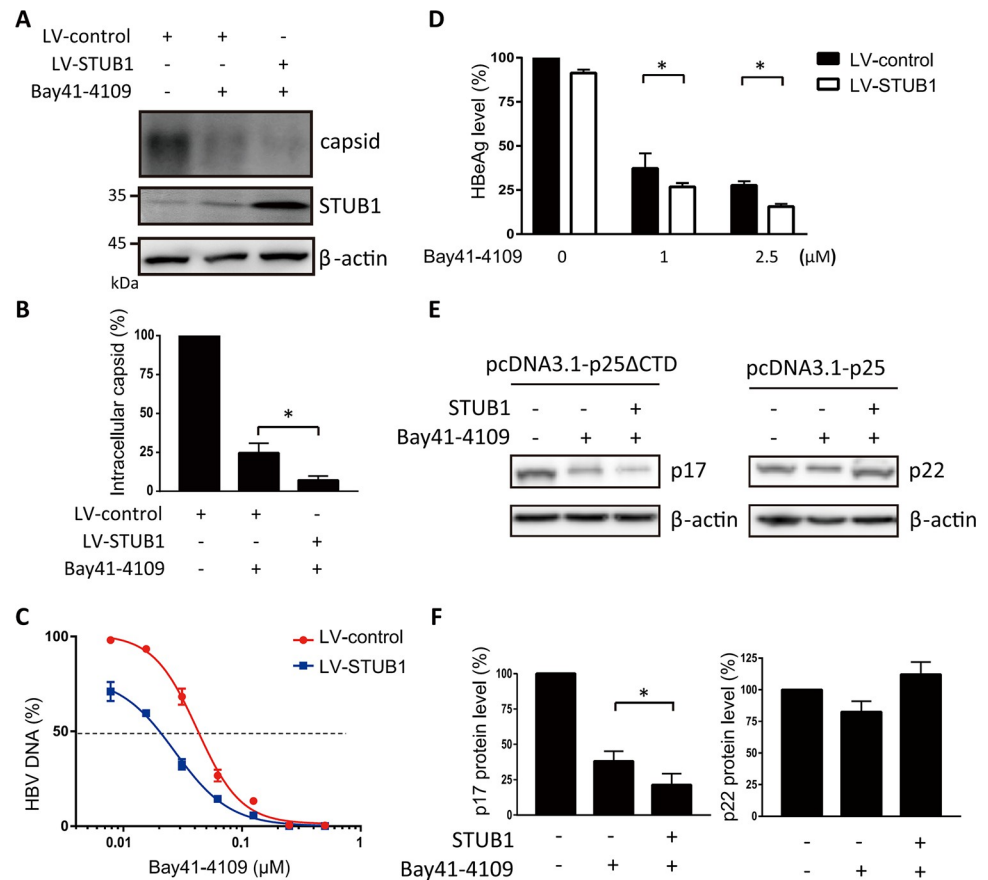 A
LV-control + + -
LV-STUB1 - - +
Bay41-4109 - + +
capsid
35
STUB1
45
β-actin
kDa
B
Intracellular capsid (%)
100
75
50
25
0
LV-control + + -
LV-STUB1 - - +
Bay41-4109 - + +
*
C
HBV DNA (%)
100
50
0
0.01 0.1 1
Bay41-4109 (μM)
LV-control
LV-STUB1
D
HBeAg level (%)
100
75
50
25
0
* *
LV-control
LV-STUB1
Bay41-4109 0 1 2.5 (μM)
E
pcDNA3.1-p25ΔCTD
pcDNA3.1-p25
STUB1 - - + - - +
Bay41-4109 - + + - + +
p17
p22
β-actin
β-actin
F
p17 protein level (%)
100
75
50
25
0
*
p22 protein level (%)
125
100
75
50
25
0
STUB1 - - + - - +
Bay41-4109 - + + - + +